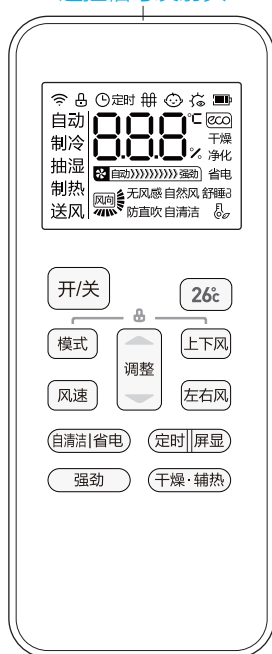 定时
自动 88.8 ℃ eco
制冷 % 干燥
抽湿 净化
制热 自动 强劲 省电
送风 风向 无风感 自然风 舒睡
防直吹 自清洁
开/关 26℃
模式 调整 上下风
风速 左右风
自清洁|省电 定时||屏显
强劲 干燥·辅热